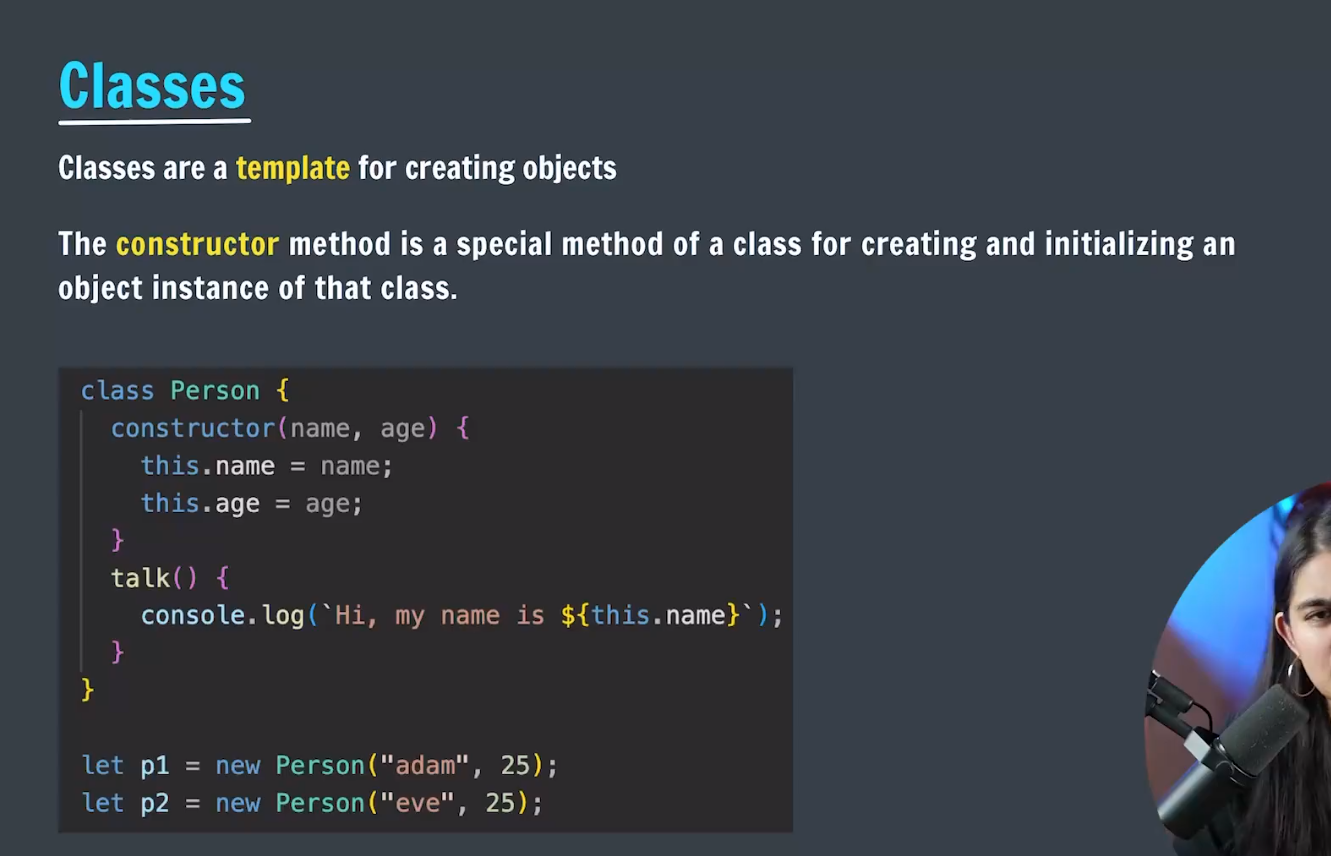 Classes
Classes are a template for creating objects
The constructor method is a special method of a class for creating and initializing an
object instance of that class.
class Person {
constructor(name, age) {
this.name = name;
this.age = age;
}
talk() {
console.log(`Hi, my name is ${this.name}`);
}
}
let p1 = new Person("adam", 25);
let p2 = new Person("eve", 25);